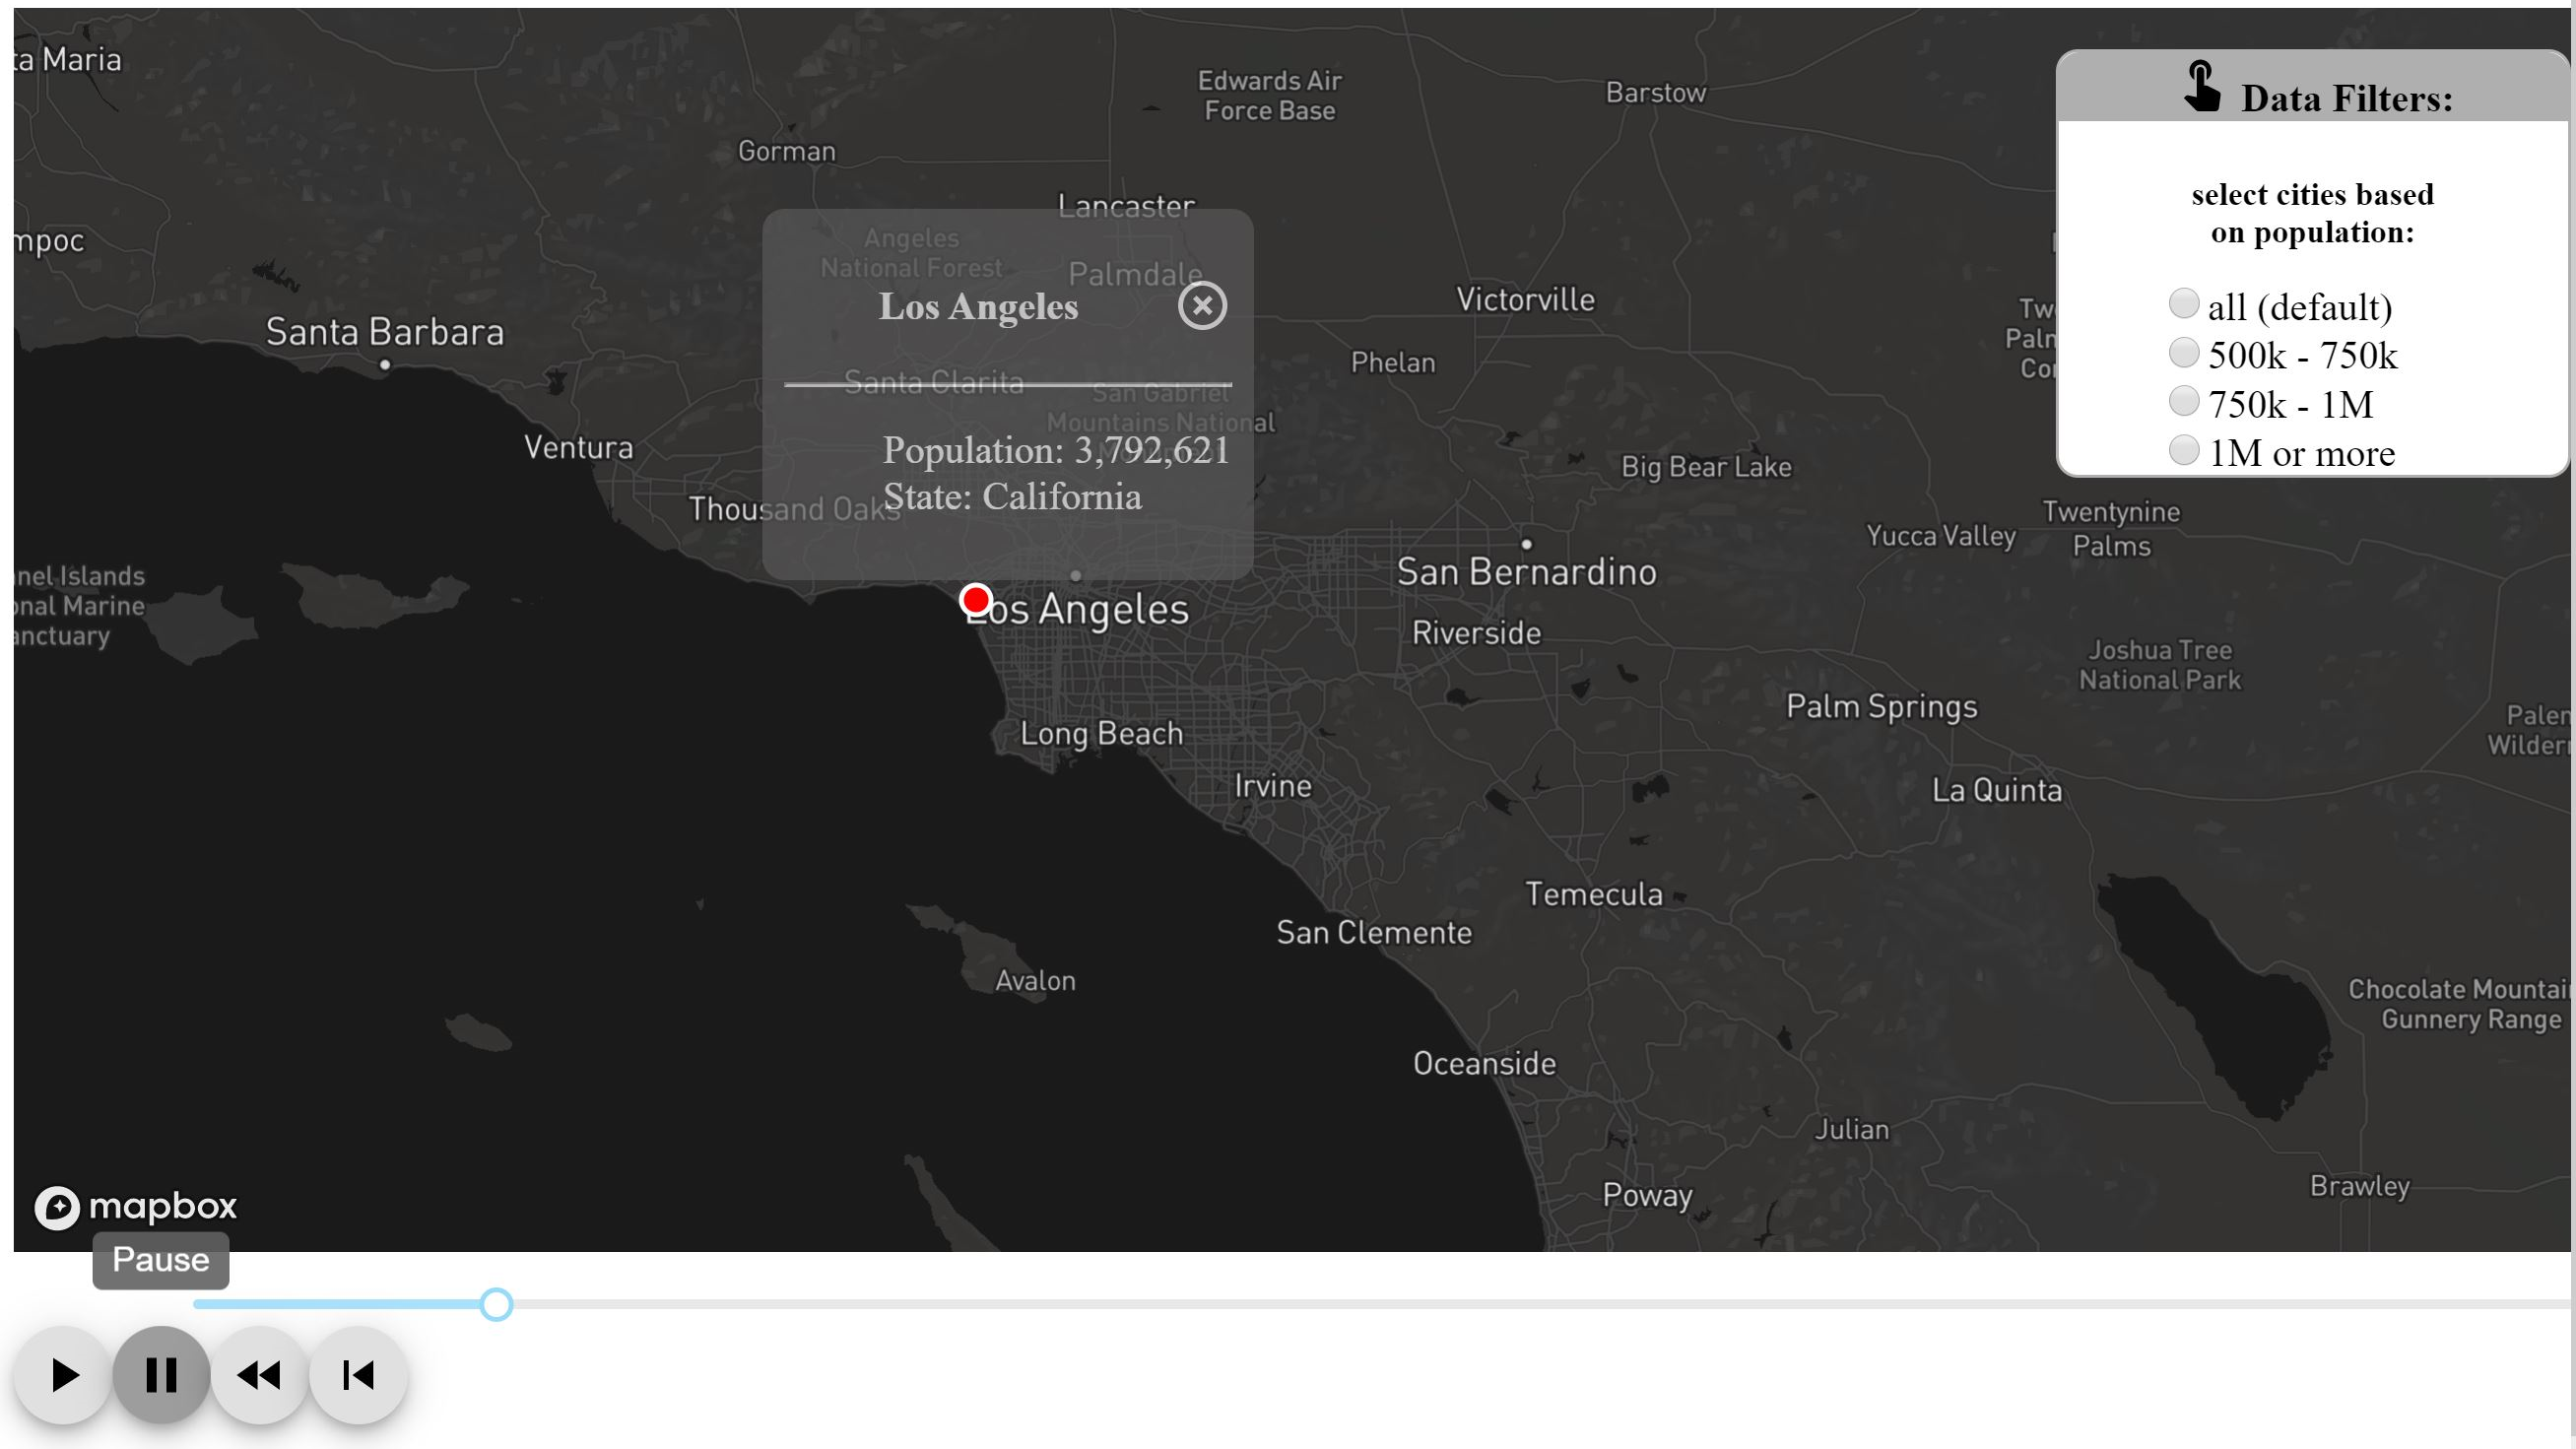 ta Maria
Edwards Air
Force Base
Barstow
Gorman
Data Filters:
select cities based
on population:
all (default)
500k - 750k
750k - 1M
1M or more
Lancaster
mpoc
Angeles
National Forest
Palmdale
Los Angeles
Victorville
Santa Barbara
Phelan
Santa Clarita
San Gabriel
Mountains National
Population: 3,792,621
State: California
Ventura
Thousand Oaks
Big Bear Lake
Twentynine
Palms
Yucca Valley
San Bernardino
nel Islands
onal Marine
anctuary
Los Angeles
Riverside
Joshua Tree
National Park
Palm Springs
Palen
Wilder
Long Beach
Irvine
La Quinta
Temecula
San Clemente
Avalon
Chocolate Mountai
Gunnery Range
Oceanside
Julian
Brawley
Poway
mapbox
Pause